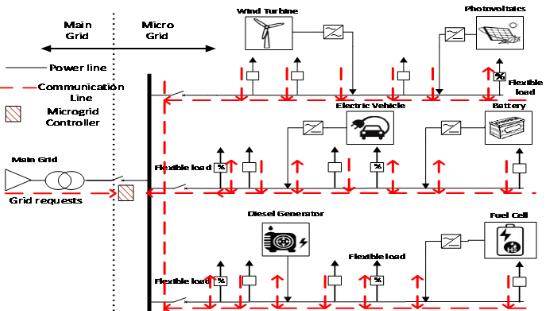 Main
Grid
Micro
Grid
Power line
Communication
Line
Microgrid
Controller
Main Grid
Grid requests
Wind Turbine
Photovoltaics
Flexible
load
Electric Vehicle
Battery
Flexible load
Diesel Generator
Fuel Cell
Flexible load
Flexible load